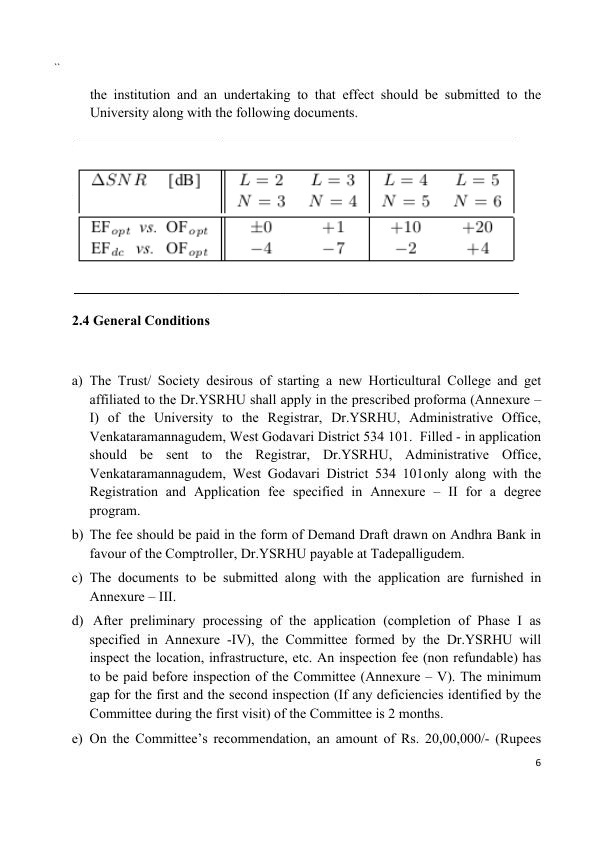 ``
the institution and an undertaking to that effect should be submitted to the
University along with the following documents.
ΔSNR [dB] L = 2 L = 3 L = 4 L = 5
N = 3 N = 4 N = 5 N = 6
EFopt vs. OFopt ±0 +1 +10 +20
EFdc vs. OFopt −4 −7 −2 +4
2.4 General Conditions
a) The Trust/ Society desirous of starting a new Horticultural College and get
affiliated to the Dr.YSRHU shall apply in the prescribed proforma (Annexure –
I) of the University to the Registrar, Dr.YSRHU, Administrative Office,
Venkataramannagudem, West Godavari District 534 101. Filled - in application
should be sent to the Registrar, Dr.YSRHU, Administrative Office,
Venkataramannagudem, West Godavari District 534 101only along with the
Registration and Application fee specified in Annexure – II for a degree
program.
b) The fee should be paid in the form of Demand Draft drawn on Andhra Bank in
favour of the Comptroller, Dr.YSRHU payable at Tadepalligudem.
c) The documents to be submitted along with the application are furnished in
Annexure – III.
d) After preliminary processing of the application (completion of Phase I as
specified in Annexure -IV), the Committee formed by the Dr.YSRHU will
inspect the location, infrastructure, etc. An inspection fee (non refundable) has
to be paid before inspection of the Committee (Annexure – V). The minimum
gap for the first and the second inspection (If any deficiencies identified by the
Committee during the first visit) of the Committee is 2 months.
e) On the Committee’s recommendation, an amount of Rs. 20,00,000/- (Rupees
6